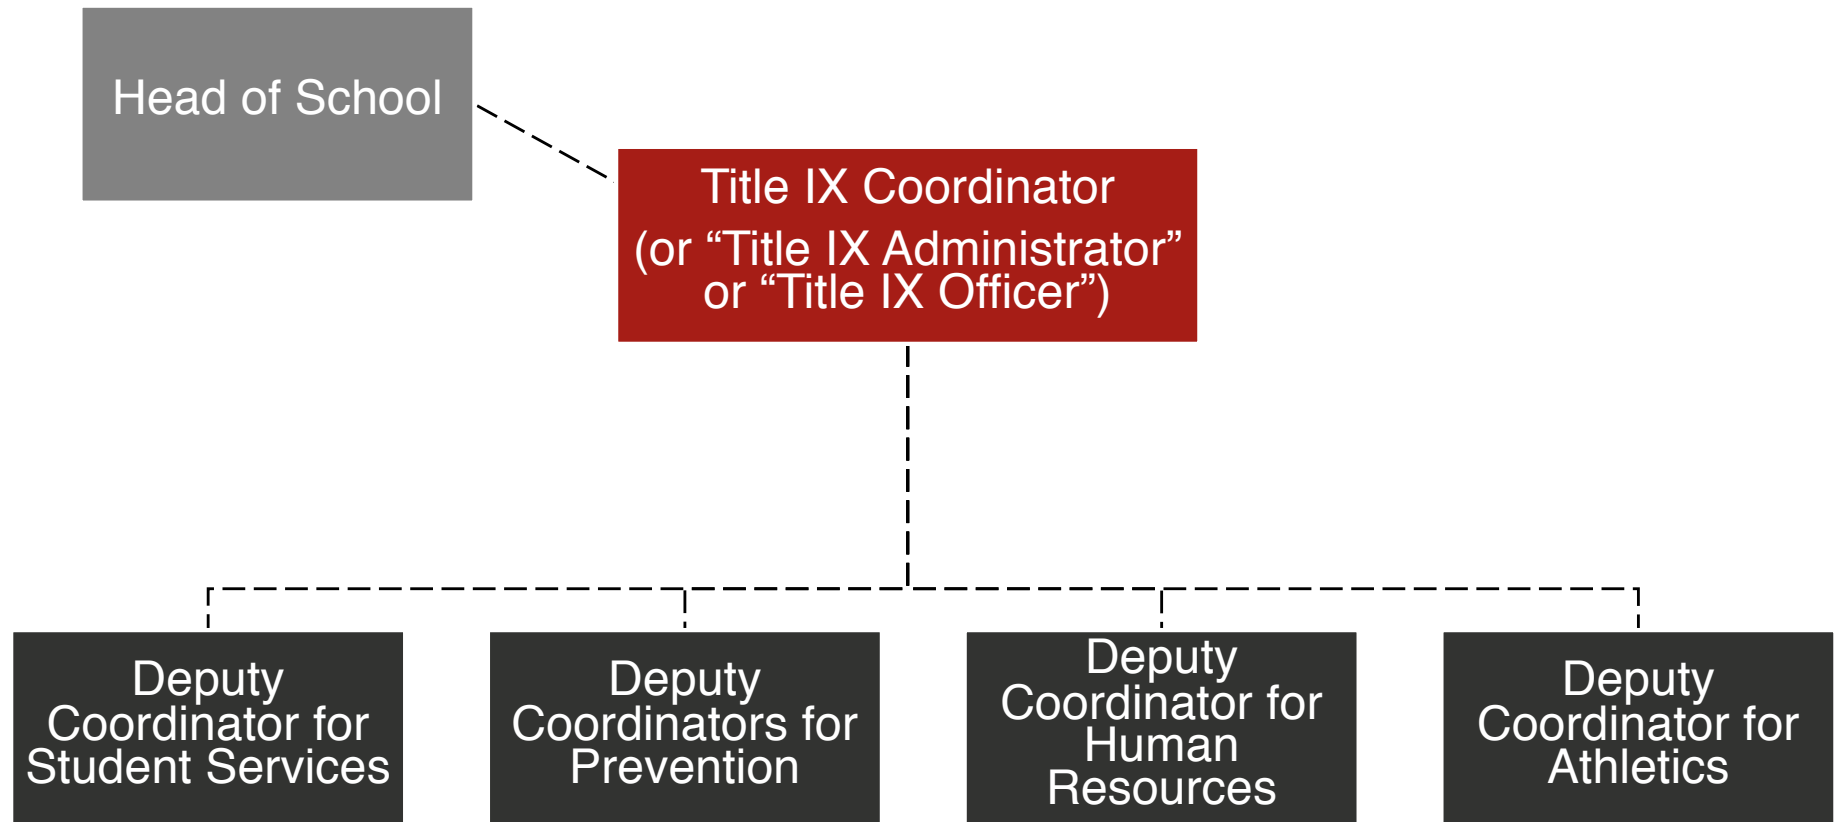 Head of School
Title IX Coordinator
(or “Title IX Administrator”
or “Title IX Officer”)
Deputy
Coordinator for
Student Services
Deputy
Coordinators for
Prevention
Deputy
Coordinator for
Human
Resources
Deputy
Coordinator for
Athletics